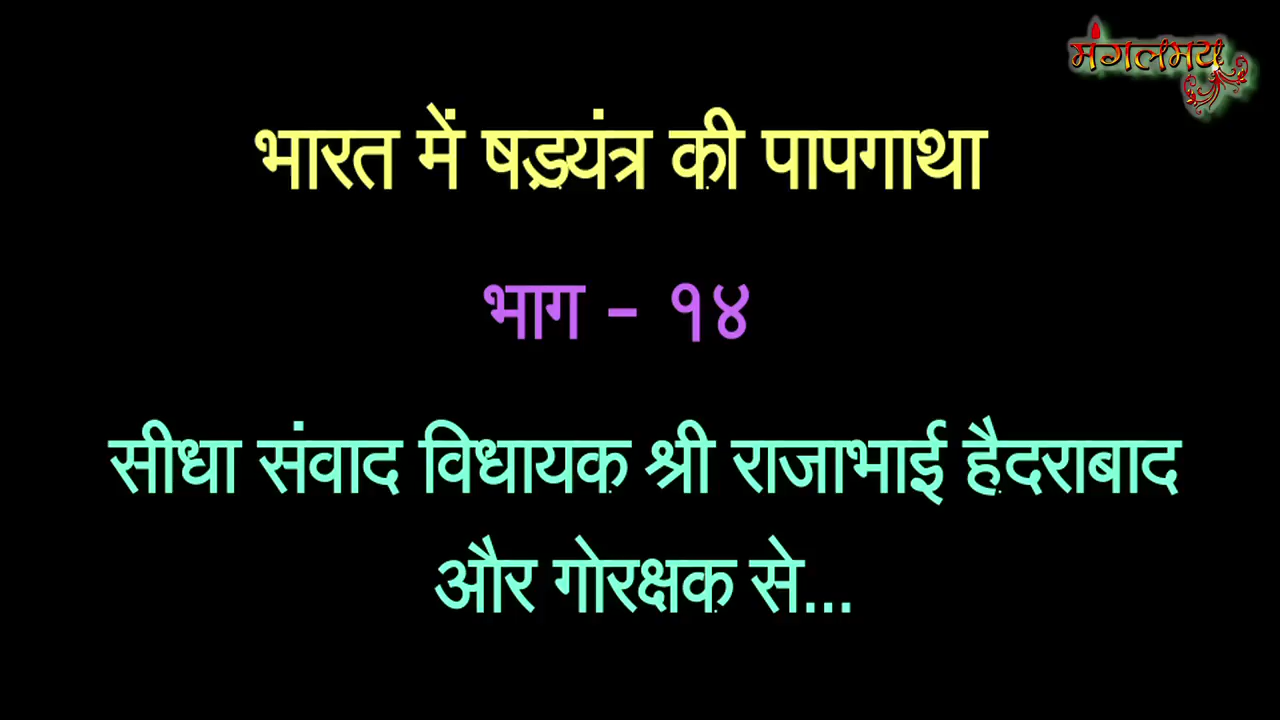 मंगलमय
भारत में षड़यंत्र की पापगाथा
भाग - १४
सीधा संवाद विधायक श्री राजाभाई हैदराबाद
और गोरक्षक से...